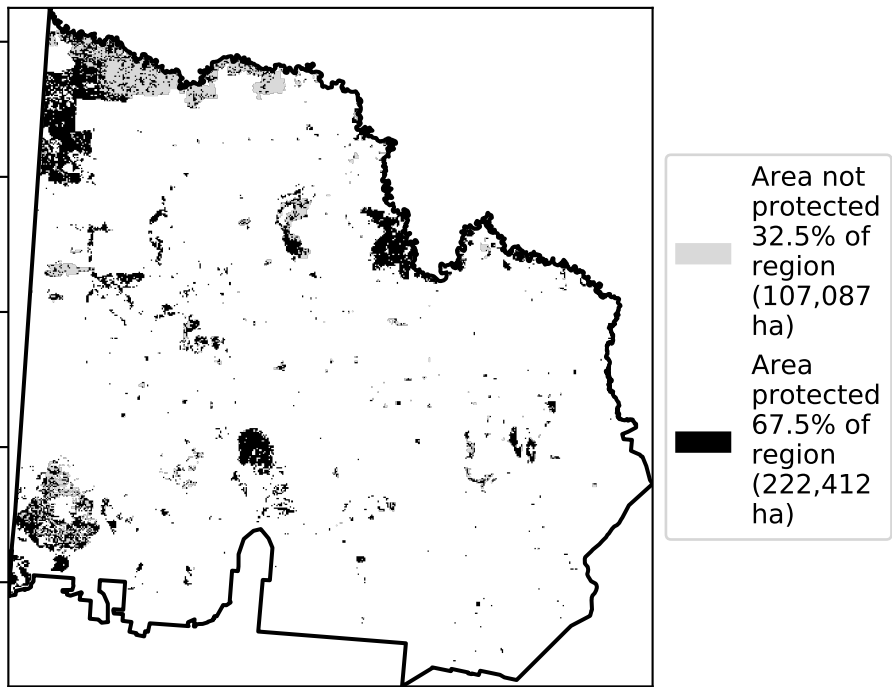 Area not
protected
32.5% of
region
(107,087
ha)
Area
protected
67.5% of
region
(222,412
ha)